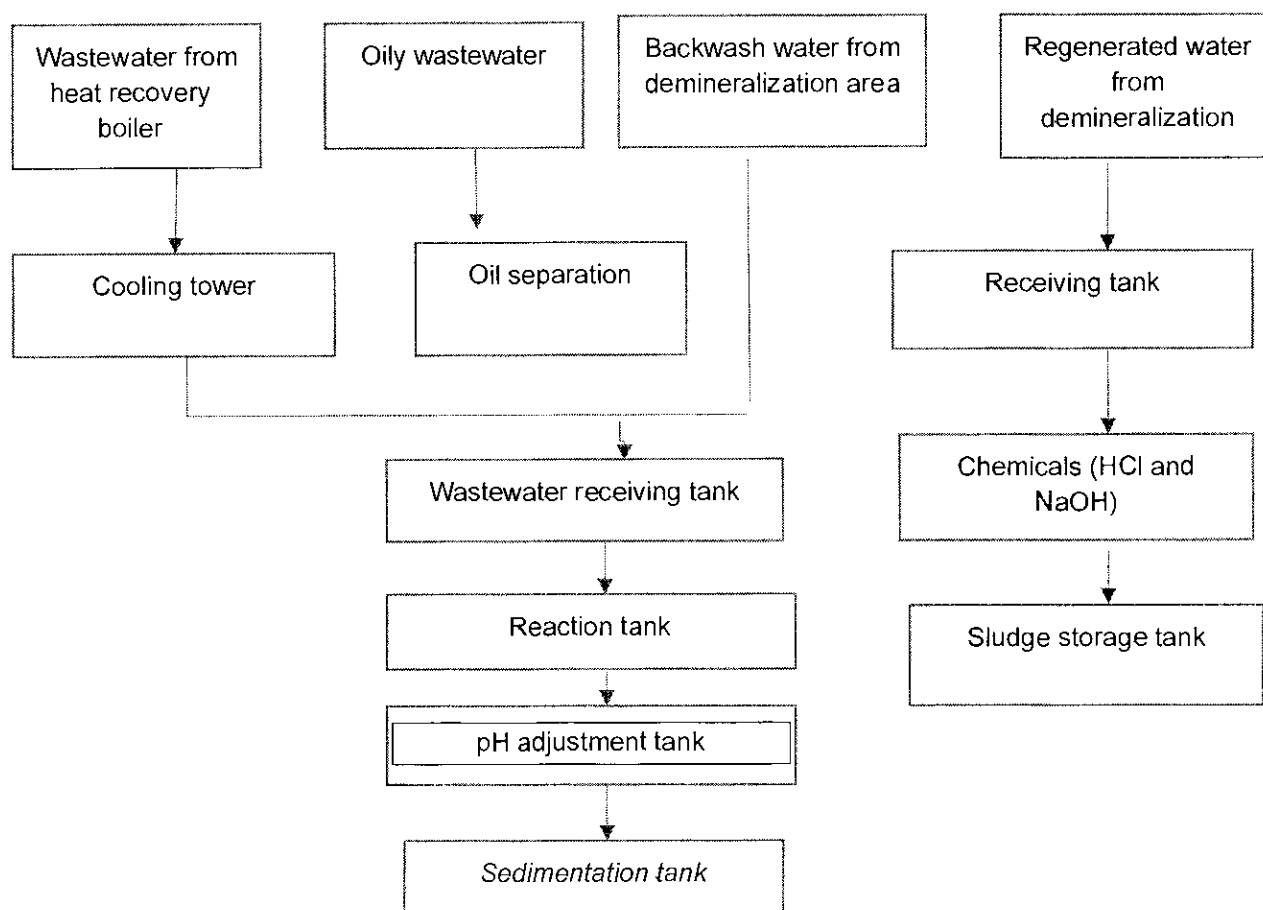 Wastewater from
heat recovery
boiler
Oily wastewater
Backwash water from
demineralization area
Regenerated water
from
demineralization
Cooling tower
Oil separation
Receiving tank
Wastewater receiving tank
Chemicals (HCl and
NaOH)
Reaction tank
Sludge storage tank
pH adjustment tank
Sedimentation tank